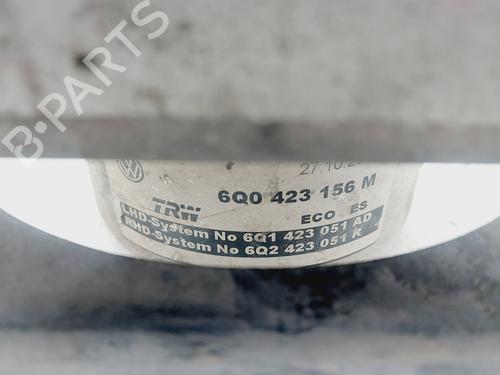 B-PARTS
27.10.2
6Q0 423 156 M
TRW
ECO ES
LHD-System No 6Q1 423 051 AD
RHD-System No 6Q2 423 051 R